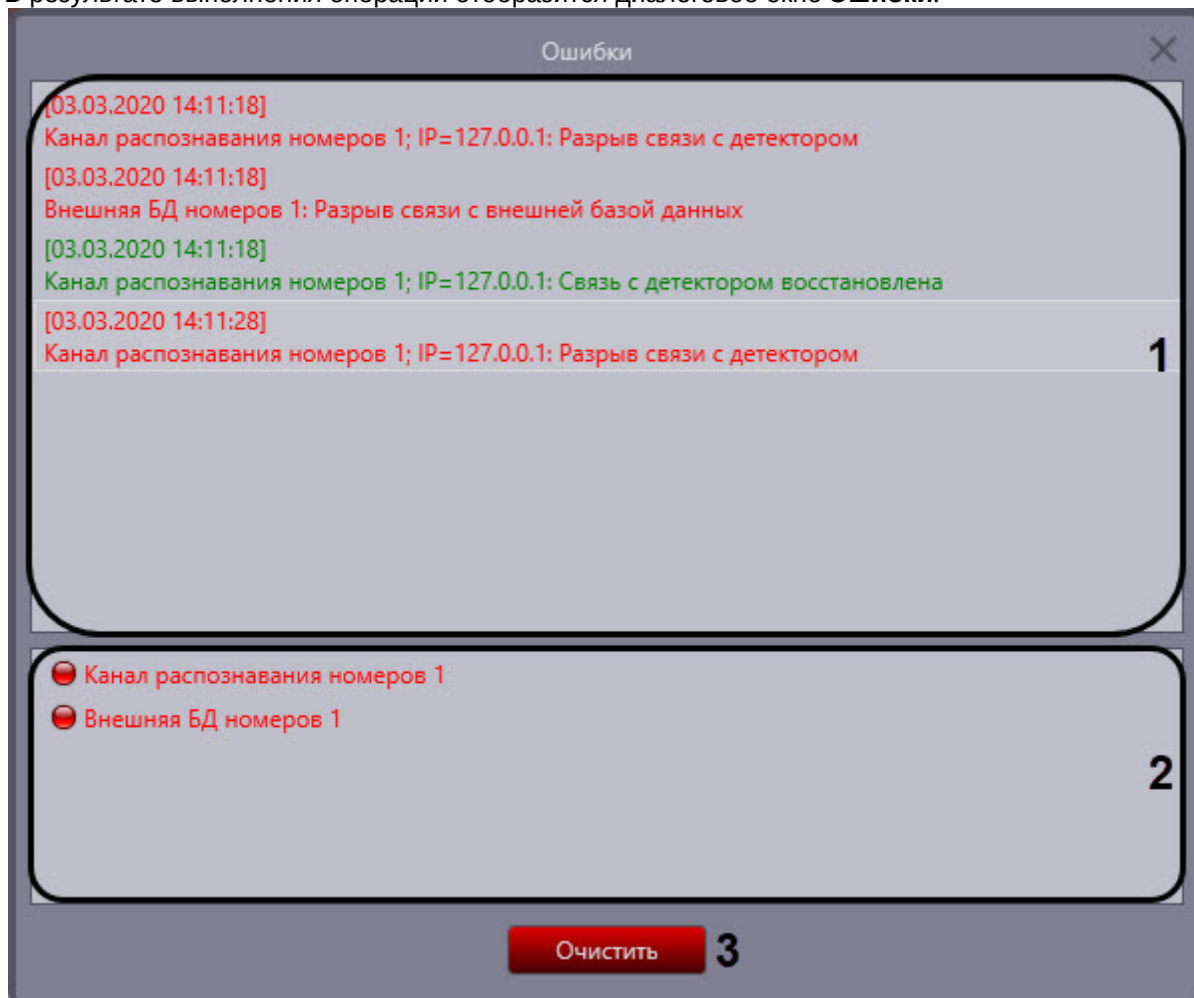 В результате выполнения операции отобразится диалоговое окно Ошибки.
Ошибки
[03.03.2020 14:11:18]
Канал распознавания номеров 1; IP=127.0.0.1: Разрыв связи с детектором
[03.03.2020 14:11:18]
Внешняя БД номеров 1: Разрыв связи с внешней базой данных
[03.03.2020 14:11:18]
Канал распознавания номеров 1; IP=127.0.0.1: Связь с детектором восстановлена
[03.03.2020 14:11:28]
Канал распознавания номеров 1; IP=127.0.0.1: Разрыв связи с детектором
1
Канал распознавания номеров 1
Внешняя БД номеров 1
2
Очистить 3